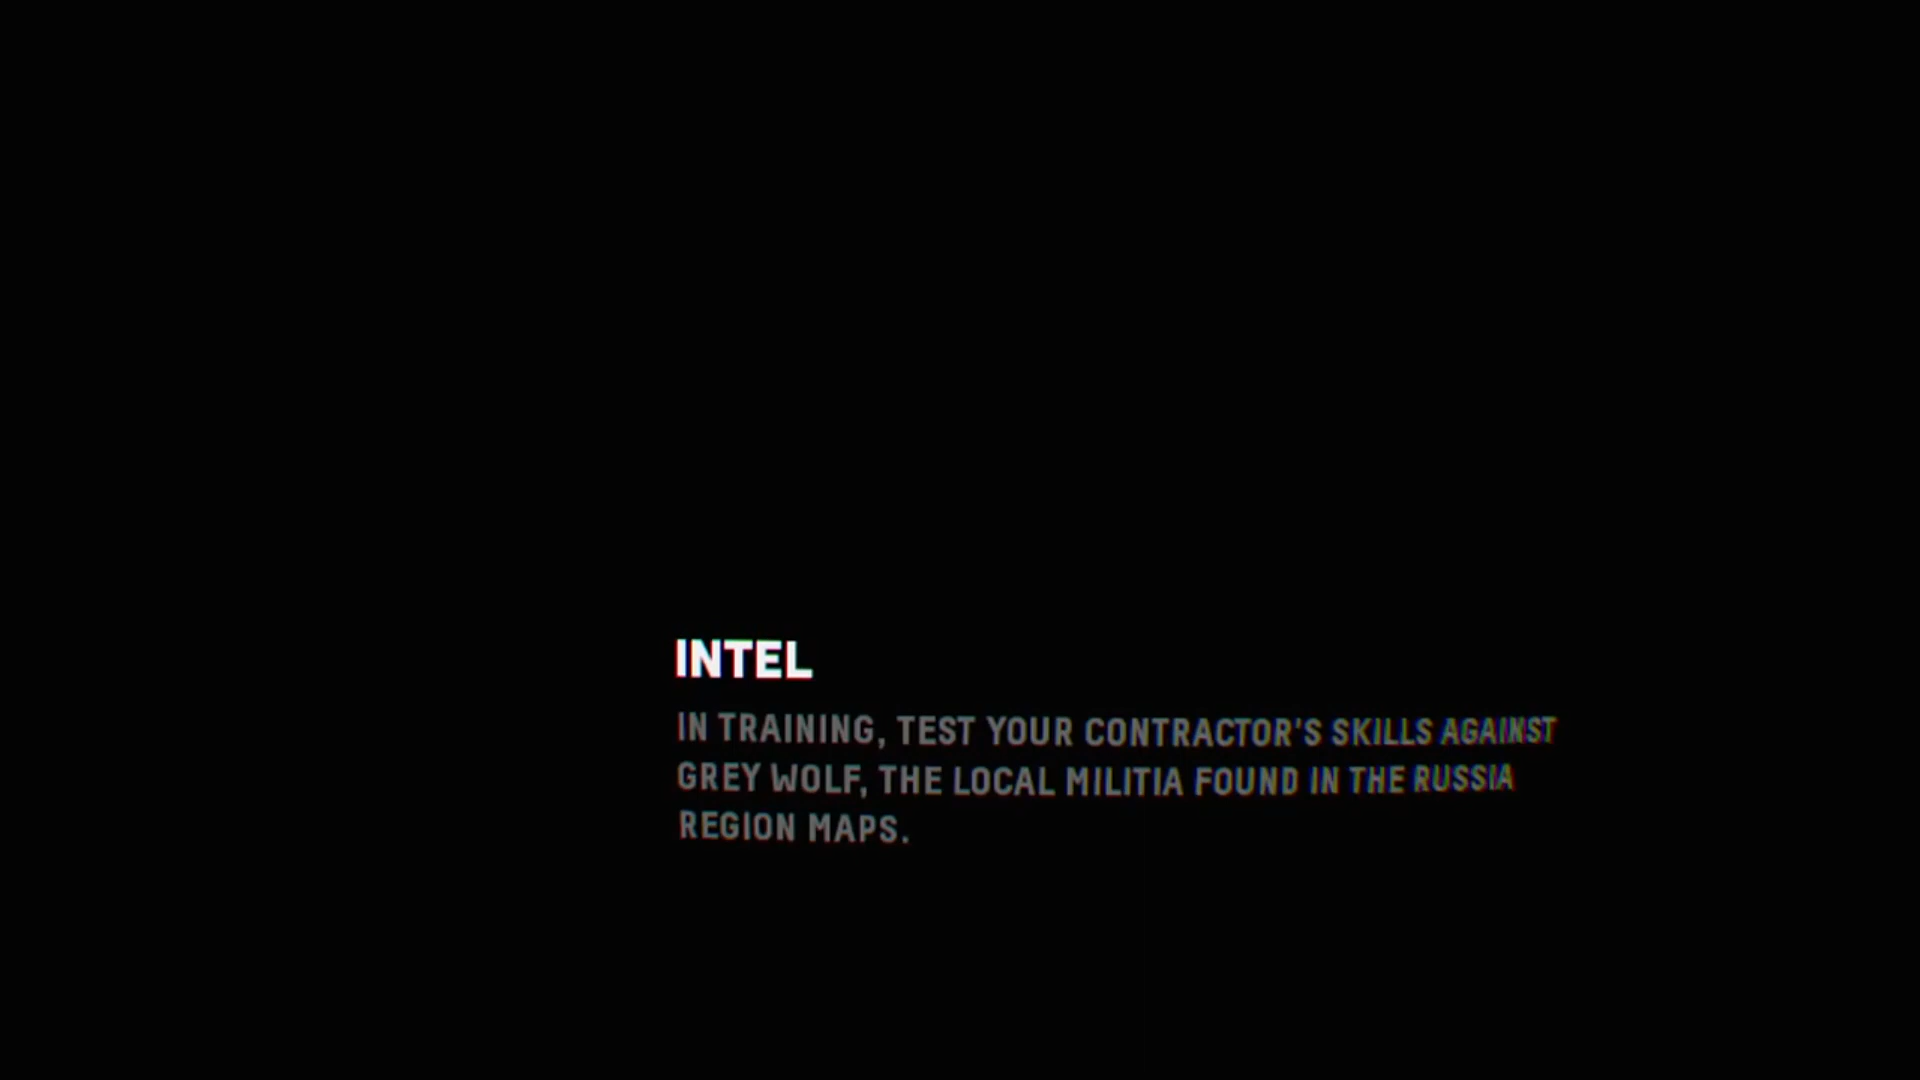 INTEL
IN TRAINING, TEST YOUR CONTRACTOR'S SKILLS AGAINST
GREY WOLF, THE LOCAL MILITIA FOUND IN THE RUSSIA
REGION MAPS.